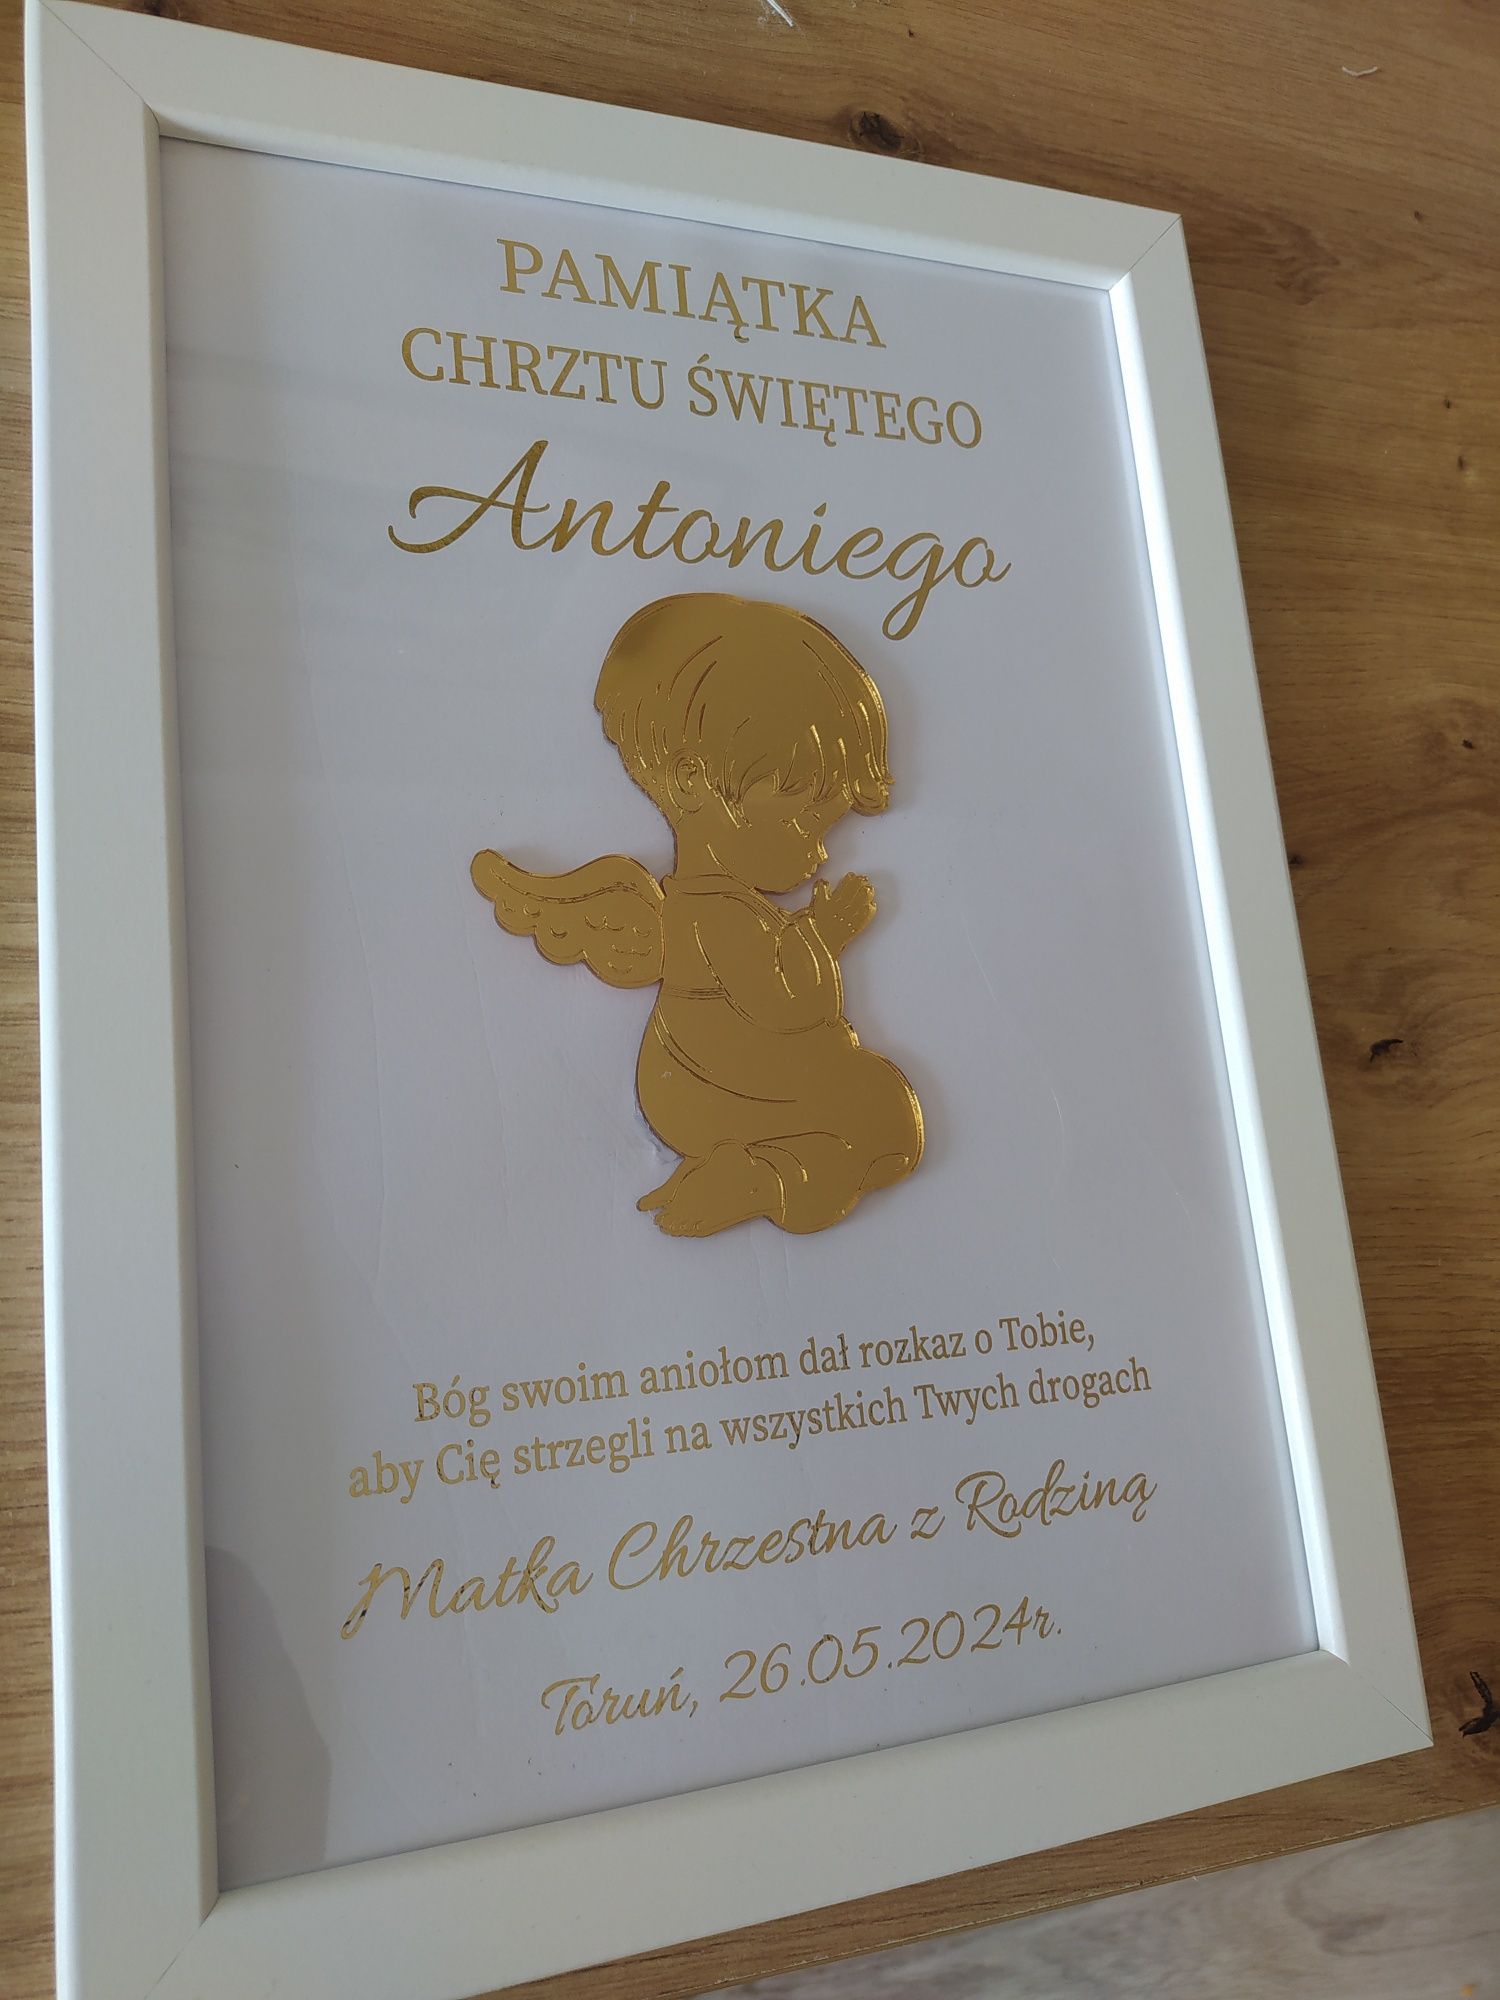 PAMIĄTKA
CHRZTU ŚWIĘTEGO
Antoniego
Bóg swoim aniołom dał rozkaz o Tobie,
aby Cię strzegli na wszystkich Twych drogach
Matka Chrzestna z Rodziną
Toruń, 26.05.2024r.